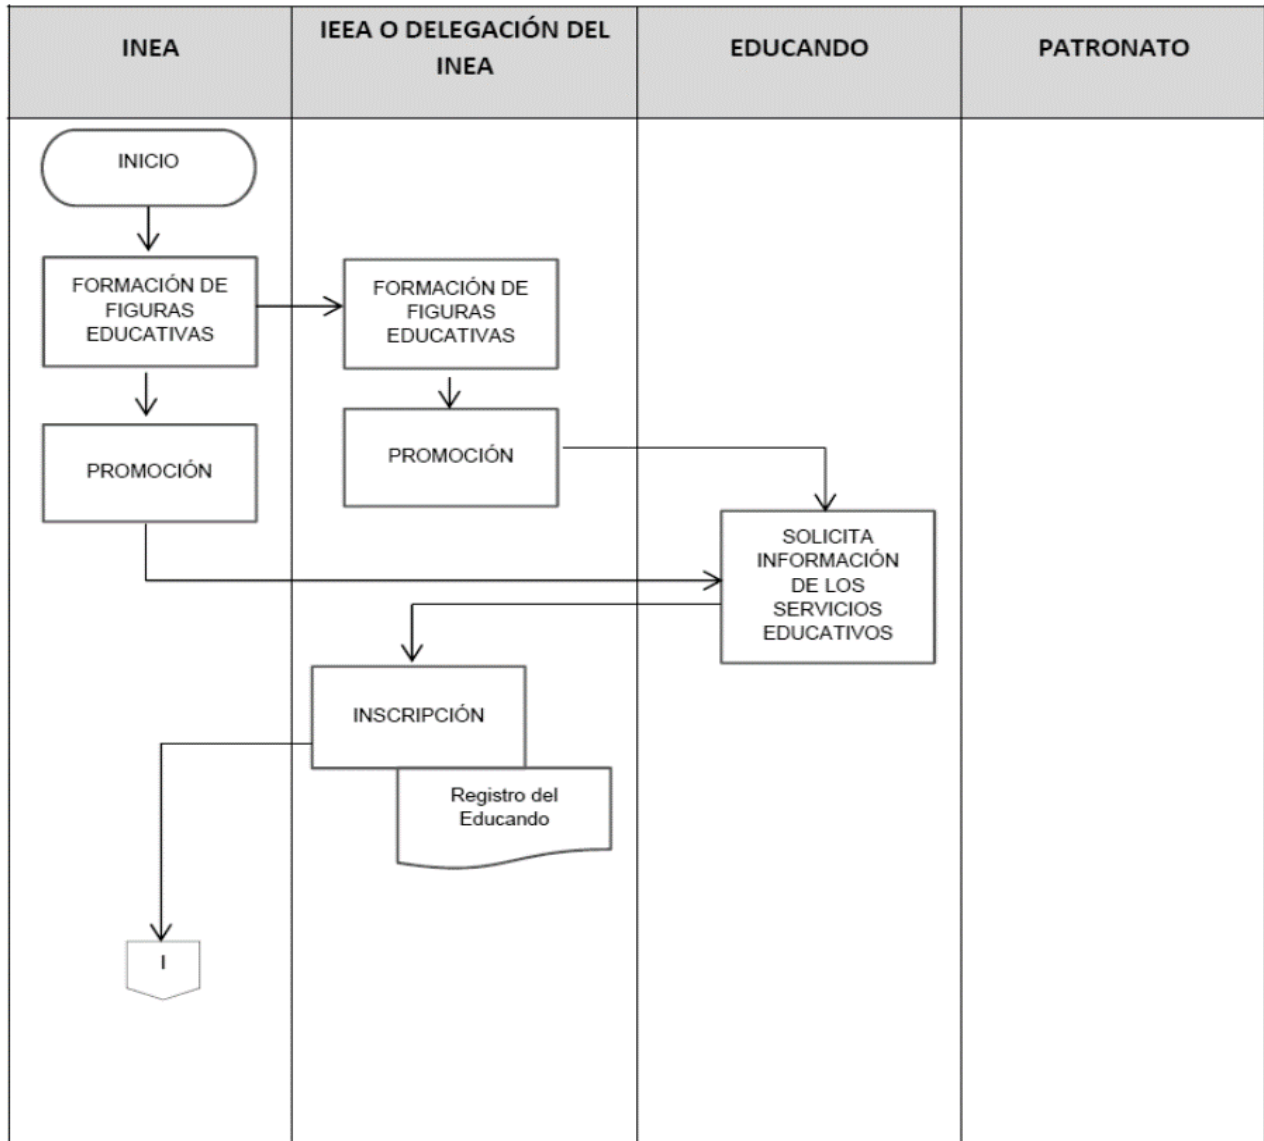 INEA
IEEA O DELEGACIÓN DEL
INEA
EDUCANDO
PATRONATO
INICIO
FORMACIÓN DE
FIGURAS
EDUCATIVAS
FORMACIÓN DE
FIGURAS
EDUCATIVAS
PROMOCIÓN
PROMOCIÓN
SOLICITA
INFORMACIÓN
DE LOS
SERVICIOS
EDUCATIVOS
INSCRIPCIÓN
Registro del
Educando
I